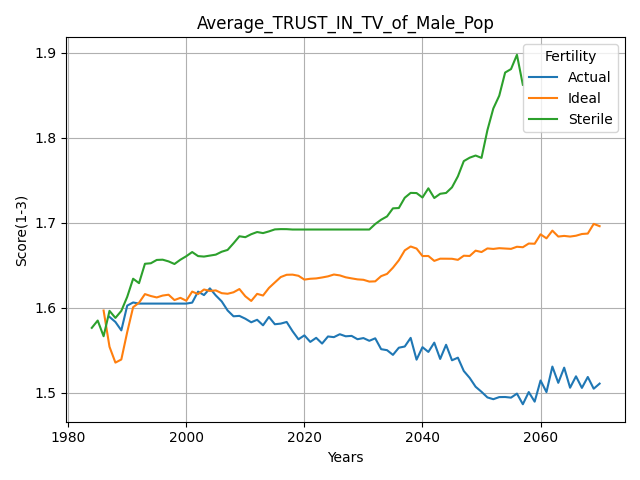 Average_TRUST_IN_TV_of_Male_Pop
Fertility
Actual
Ideal
Sterile
Score(1-3)
1.9
1.8
1.7
1.6
1.5
1980 2000 2020 2040 2060
Years